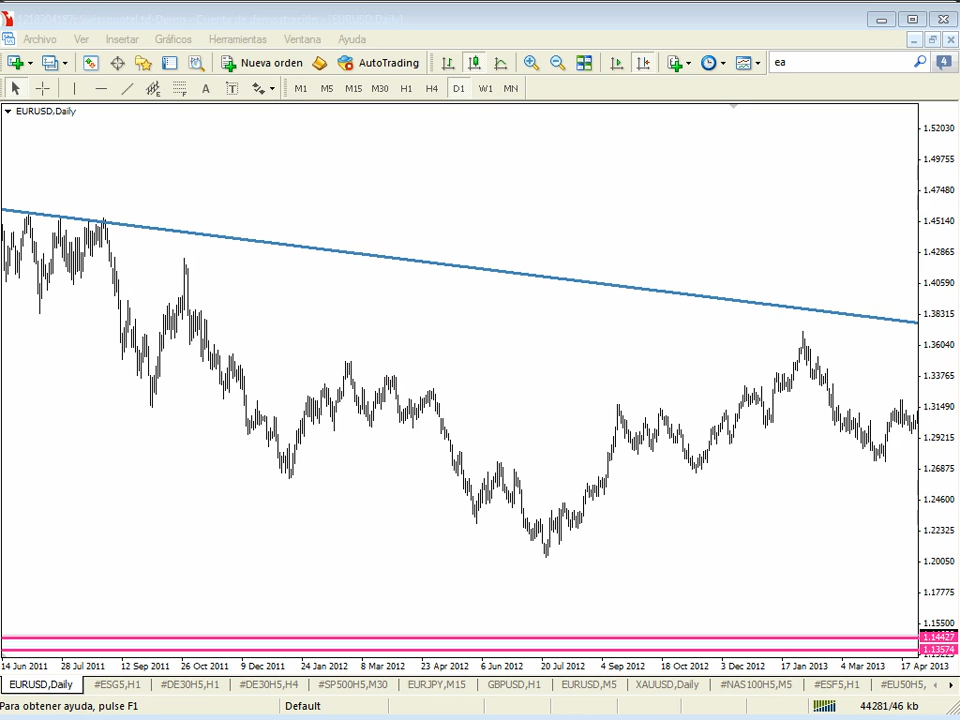 Archivo Ver Insertar Gráficos Herramientas Ventana Ayuda
Nueva orden AutoTrading ea 4
A T M1 M5 M15 M30 H1 H4 D1 W1 MN
EURUSD,Daily
1.52030
1.49755
1.47480
1.45140
1.42865
1.40590
1.38315
1.36040
1.33765
1.31490
1.29215
1.26875
1.24600
1.22325
1.20050
1.17775
1.15500
1.14427
1.13574
14 Jun 2011 28 Jul 2011 12 Sep 2011 26 Oct 2011 9 Dec 2011 24 Jan 2012 8 Mar 2012 23 Apr 2012 6 Jun 2012 20 Jul 2012 4 Sep 2012 18 Oct 2012 3 Dec 2012 17 Jan 2013 4 Mar 2013 17 Apr 2013
EURUSD,Daily #ESG5,H1 #DE30H5,H1 #DE30H5,H4 #SP500H5,M30 EURJPY,M15 GBPUSD,H1 EURUSD,M5 XAUUSD,Daily #NAS100H5,M5 #ESF5,H1 #EU50H5,
Para obtener ayuda, pulse F1 Default 44281/46 kb